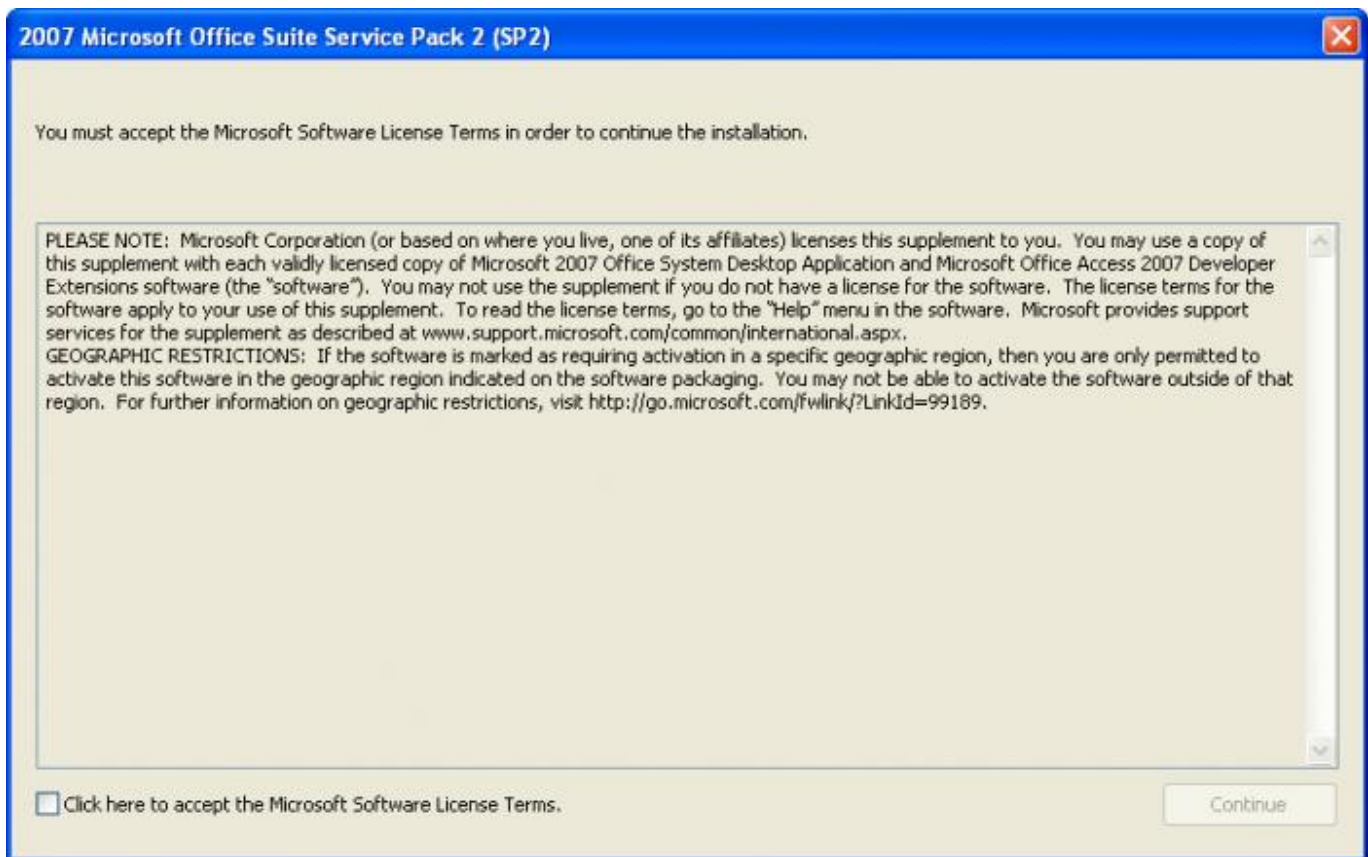 2007 Microsoft Office Suite Service Pack 2 (SP2)
You must accept the Microsoft Software License Terms in order to continue the installation.
PLEASE NOTE:  Microsoft Corporation (or based on where you live, one of its affiliates) licenses this supplement to you.  You may use a copy of
this supplement with each validly licensed copy of Microsoft 2007 Office System Desktop Application and Microsoft Office Access 2007 Developer
Extensions software (the “software”).  You may not use the supplement if you do not have a license for the software.  The license terms for the
software apply to your use of this supplement.  To read the license terms, go to the “Help” menu in the software.  Microsoft provides support
services for the supplement as described at www.support.microsoft.com/common/international.aspx.
GEOGRAPHIC RESTRICTIONS:  If the software is marked as requiring activation in a specific geographic region, then you are only permitted to
activate this software in the geographic region indicated on the software packaging.  You may not be able to activate the software outside of that
region.  For further information on geographic restrictions, visit http://go.microsoft.com/fwlink/?LinkId=99189.
Click here to accept the Microsoft Software License Terms.
Continue